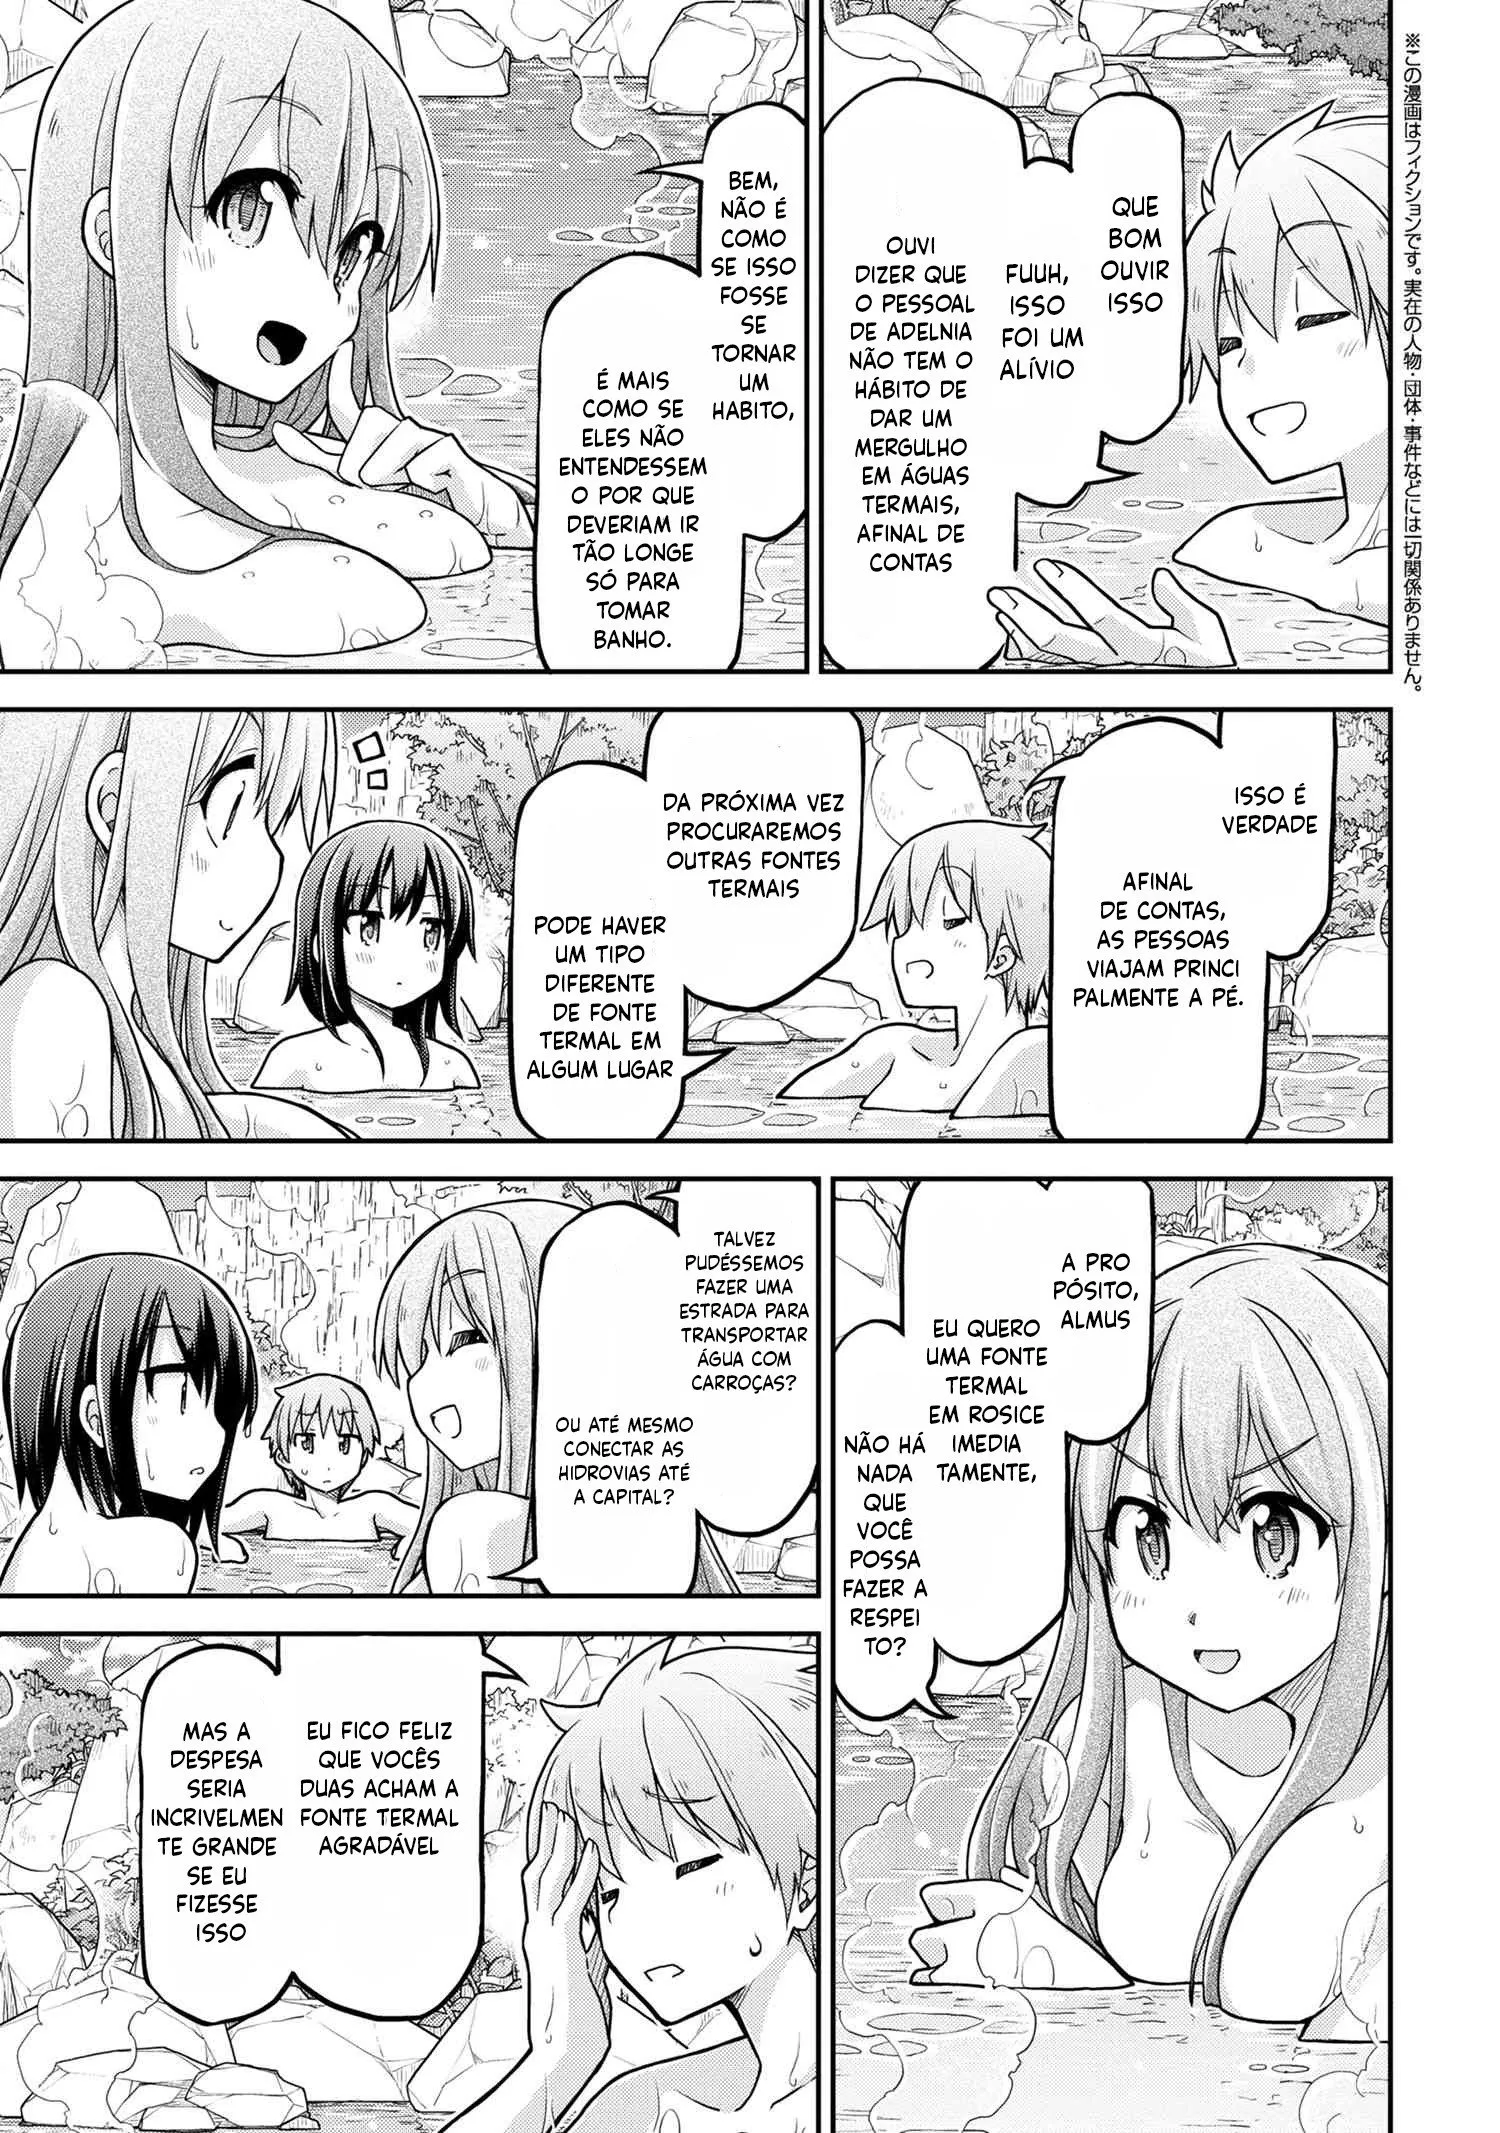 ※この漫画はフィクションです。実在の人物・団体・事件などには一切関係ありません。
QUE
BOM
OUVIR
ISSO
FUUH,
ISSO
FOI UM
ALÍVIO
OUVI
DIZER QUE
O PESSOAL
DE ADELNIA
NÃO TEM O
HÁBITO DE
DAR UM
MERGULHO
EM ÁGUAS
TERMAIS,
AFINAL DE
CONTAS
BEM,
NÃO É
COMO
SE ISSO
FOSSE
SE
TORNAR
UM
HABITO,
É MAIS
COMO SE
ELES NÃO
ENTENDESSEM
O POR QUE
DEVERIAM IR
TÃO LONGE
SÓ PARA
TOMAR
BANHO.
ISSO É
VERDADE
AFINAL
DE CONTAS,
AS PESSOAS
VIAJAM PRINCI
PALMENTE A PÉ.
DA PRÓXIMA VEZ
PROCURAREMOS
OUTRAS FONTES
TERMAIS
PODE HAVER
UM TIPO
DIFERENTE
DE FONTE
TERMAL EM
ALGUM LUGAR
A PRO
PÓSITO,
ALMUS
EU QUERO
UMA FONTE
TERMAL
EM ROSICE
IMEDIA
TAMENTE,
NÃO HÁ
NADA
QUE
VOCÊ
POSSA
FAZER A
RESPEI
TO?
TALVEZ
PUDÉSSEMOS
FAZER UMA
ESTRADA PARA
TRANSPORTAR
ÁGUA COM
CARROÇAS?
OU ATÉ MESMO
CONECTAR AS
HIDROVIAS ATÉ
A CAPITAL?
EU FICO FELIZ
QUE VOCÊS
DUAS ACHAM A
FONTE TERMAL
AGRADÁVEL
MAS A
DESPESA
SERIA
INCRIVELMEN
TE GRANDE
SE EU
FIZESSE
ISSO